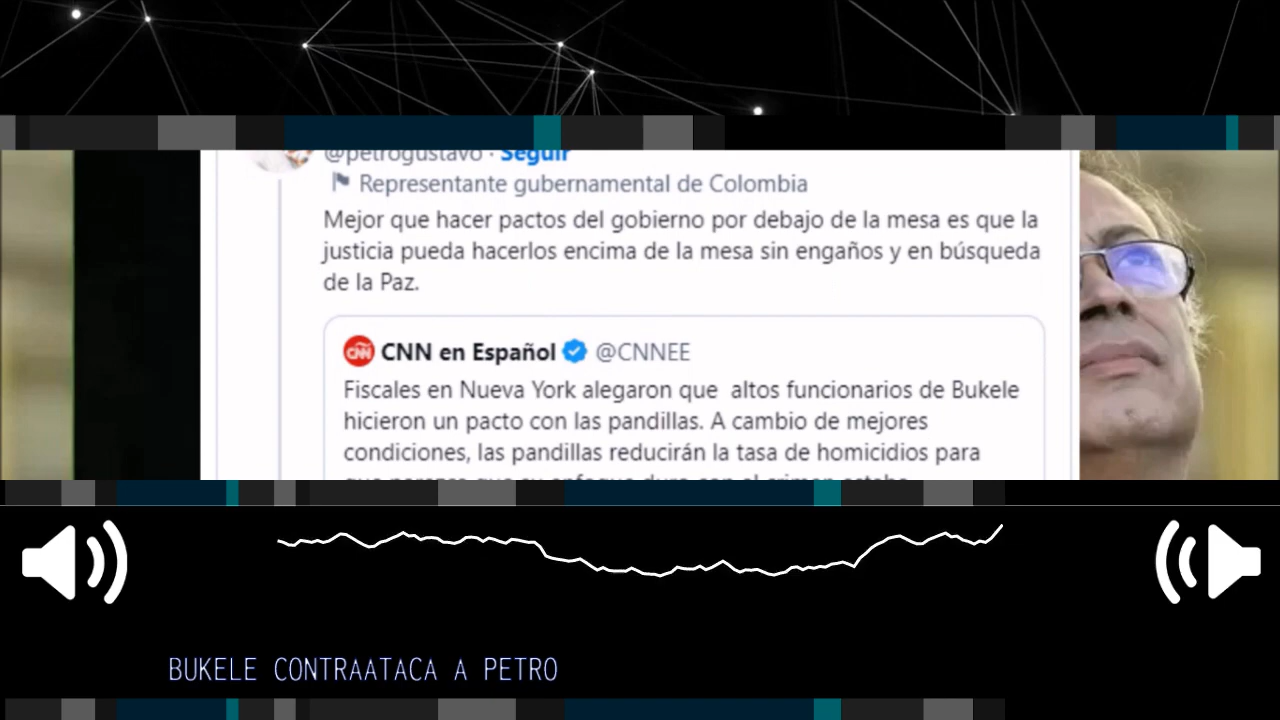 @petrogustavo · Seguir
Representante gubernamental de Colombia
Mejor que hacer pactos del gobierno por debajo de la mesa es que la
justicia pueda hacerlos encima de la mesa sin engaños y en búsqueda
de la Paz.
CNN en Español @CNNEE
Fiscales en Nueva York alegaron que altos funcionarios de Bukele
hicieron un pacto con las pandillas. A cambio de mejores
condiciones, las pandillas reducirán la tasa de homicidios para
BUKELE CONTRAATACA A PETRO